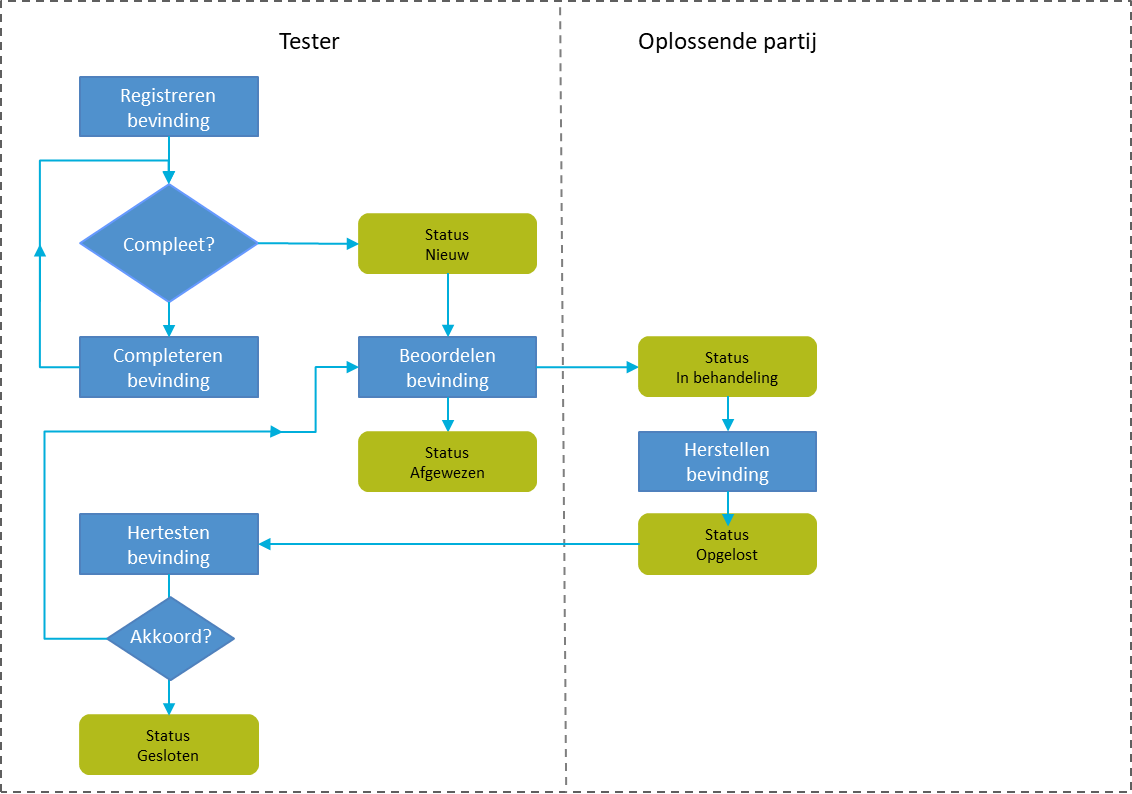 Tester
Oplossende partij
Registreren
bevinding
Compleet?
Status
Nieuw
Completeren
bevinding
Beoordelen
bevinding
Status
In behandeling
Status
Afgewezen
Herstellen
bevinding
Hertesten
bevinding
Status
Opgelost
Akkoord?
Status
Gesloten